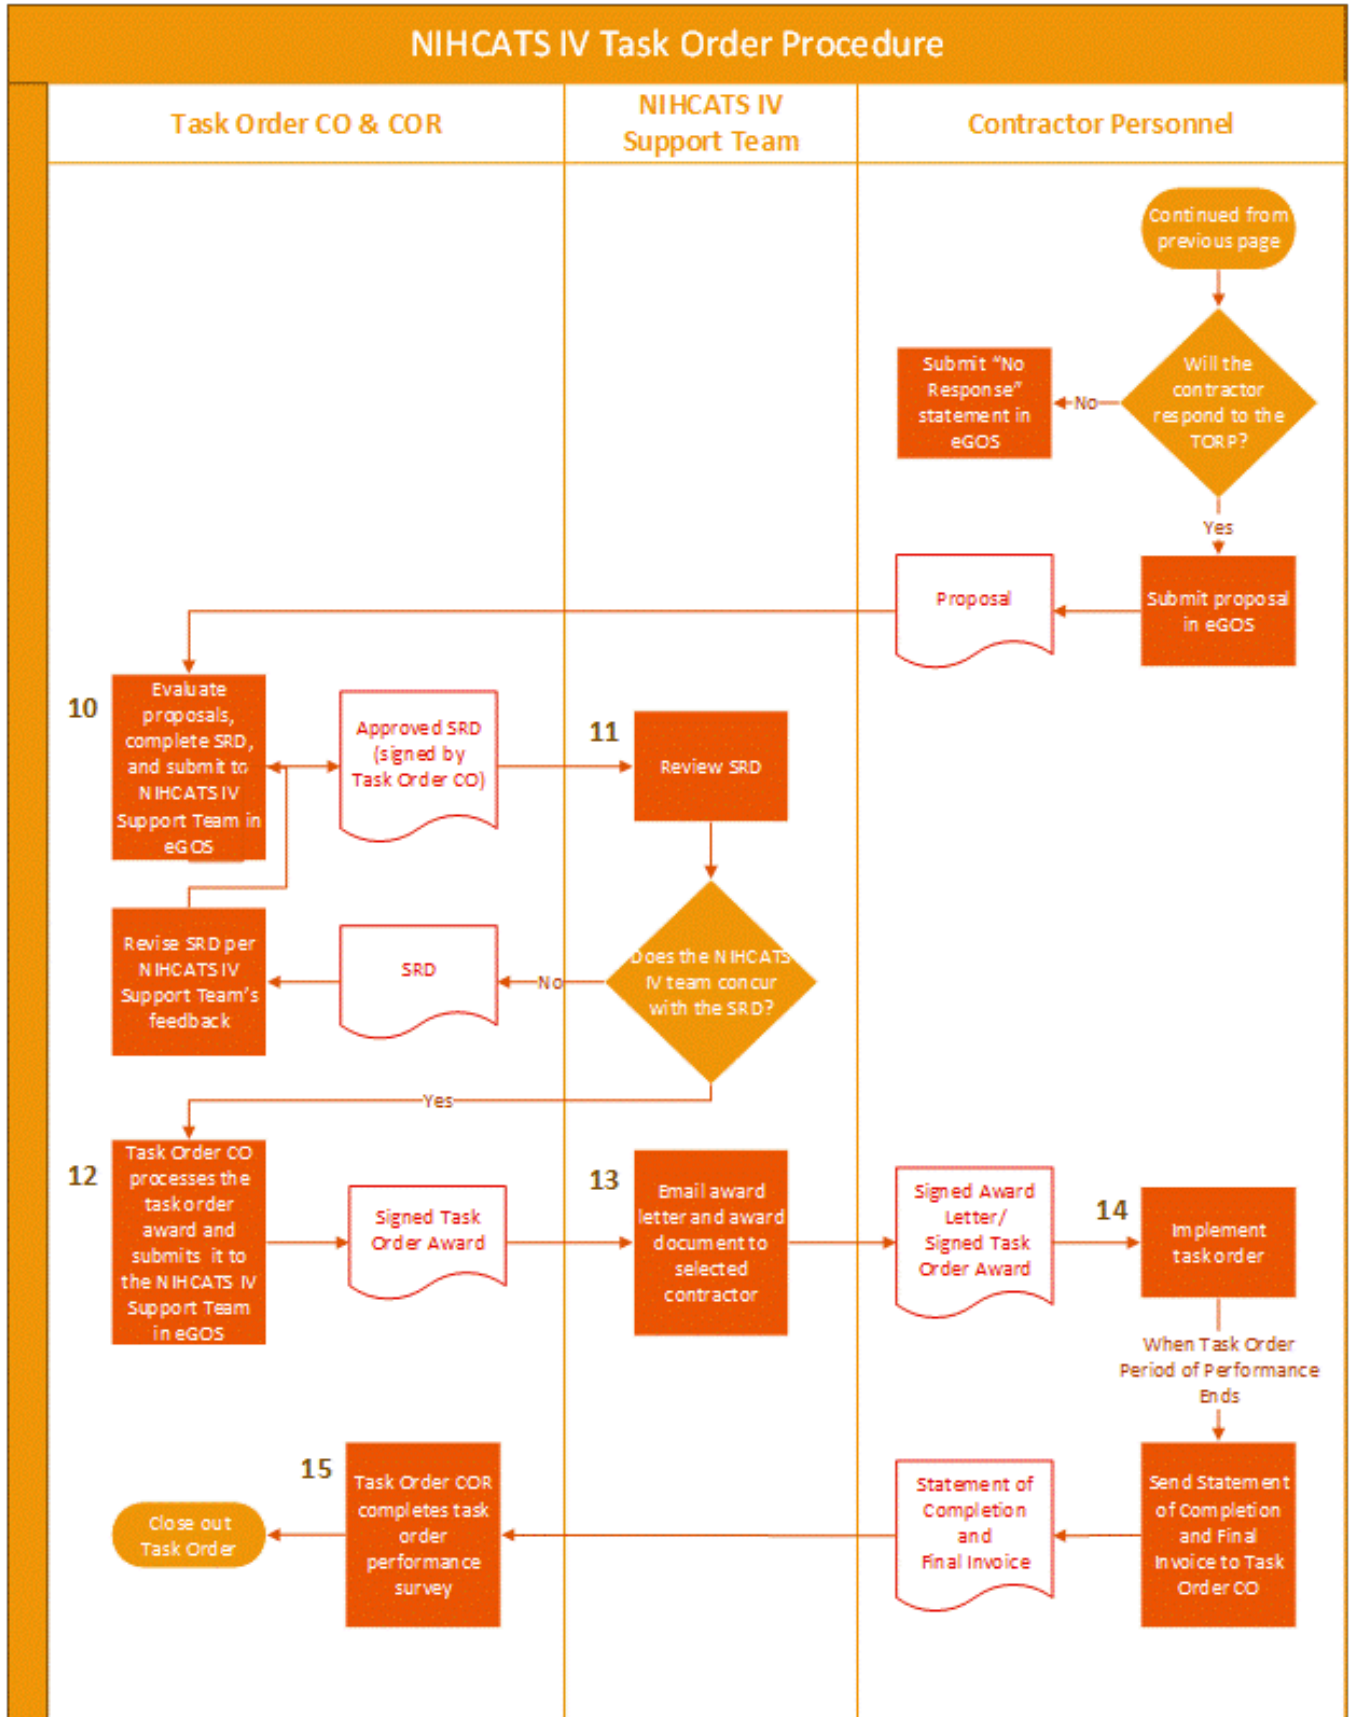 NIHCATS IV Task Order Procedure
Task Order CO & COR
NIHCATS IV
Support Team
Contractor Personnel
Continued from
previous page
Will the
contractor
respond to the
TORP?
No
Submit “No
Response”
statement in
eGOS
Yes
Submit proposal
in eGOS
Proposal
10
Evaluate
proposals,
complete SRD,
and submit to
NIHCATS IV
Support Team in
eGOS
Approved SRD
(signed by
Task Order CO)
11
Review SRD
Does the NIHCATS
IV team concur
with the SRD?
No
SRD
Revise SRD per
NIHCATS IV
Support Team’s
feedback
Yes
12
Task Order CO
processes the
task order
award and
submits it to
the NIHCATS IV
Support Team
in eGOS
Signed Task
Order Award
13
Email award
letter and award
document to
selected
contractor
Signed Award
Letter/
Signed Task
Order Award
14
Implement
task order
When Task Order
Period of Performance
Ends
Send Statement
of Completion
and Final
Invoice to Task
Order CO
Statement of
Completion
and
Final Invoice
15
Task Order COR
completes task
order
performance
survey
Close out
Task Order